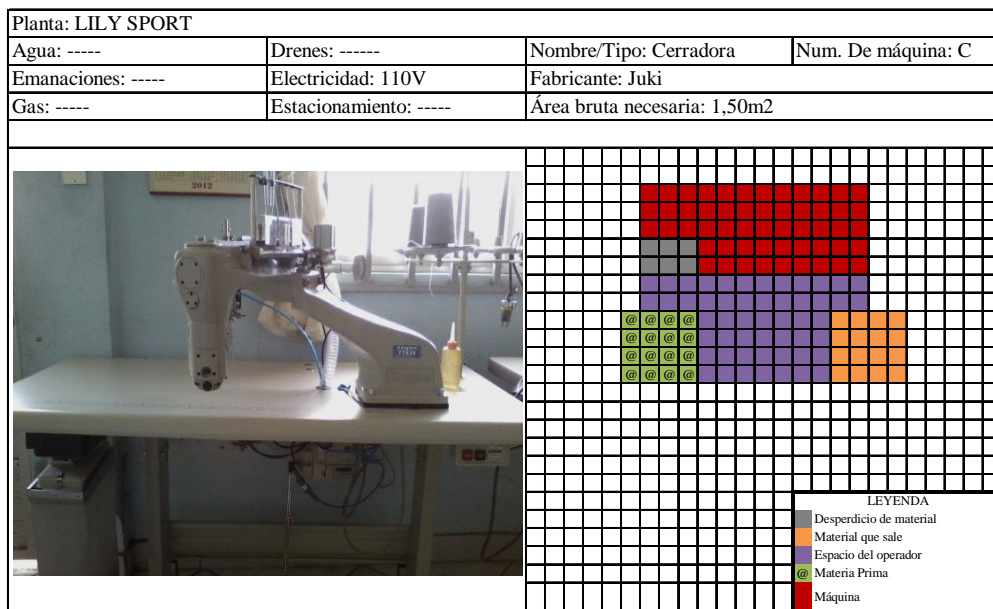 Planta: LILY SPORT
Agua: ----- Drenes: ------ Nombre/Tipo: Cerradora Num. De máquina: C
Emanaciones: ----- Electricidad: 110V Fabricante: Juki
Gas: ----- Estacionamiento: ----- Área bruta necesaria: 1,50m2
2012
@ @ @ @
@ @ @ @
@ @ @ @
@ @ @ @
LEYENDA
Desperdicio de material
Material que sale
Espacio del operador
@ Materia Prima
Máquina